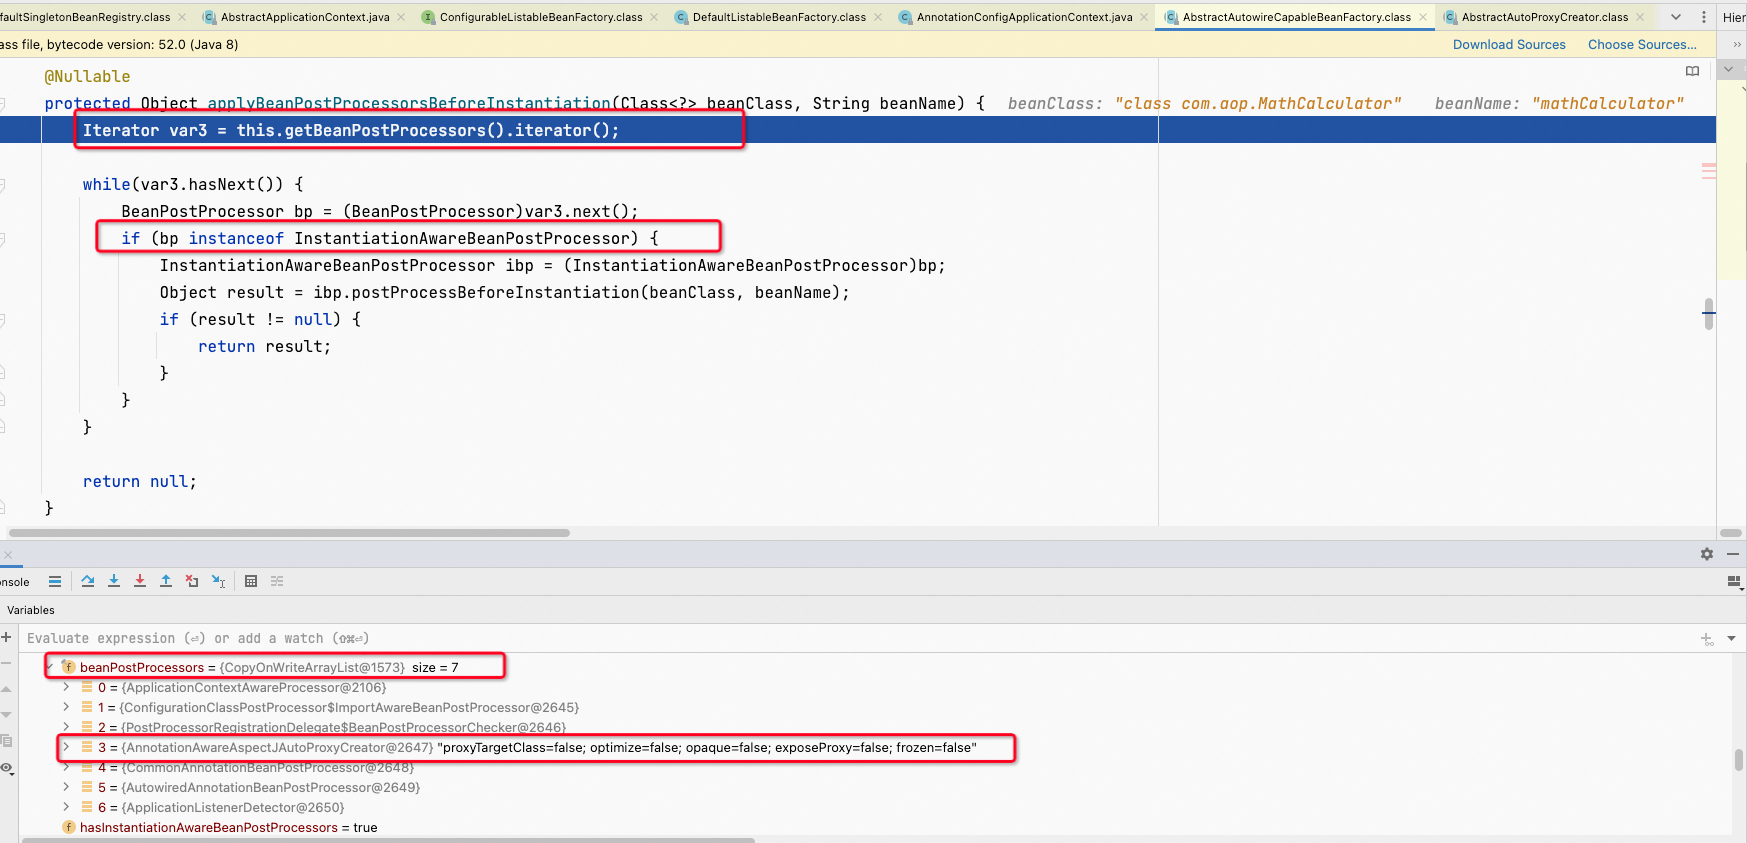 faultSingletonBeanRegistry.class AbstractApplicationContext.java ConfigurableListableBeanFactory.class DefaultListableBeanFactory.class AnnotationConfigApplicationContext.java AbstractAutowireCapableBeanFactory.class AbstractAutoProxyCreator.class Hier
ass file, bytecode version: 52.0 (Java 8) Download Sources Choose Sources...
@Nullable
protected Object applyBeanPostProcessorsBeforeInstantiation(Class<?> beanClass, String beanName) { beanClass: "class com.aop.MathCalculator" beanName: "mathCalculator"
Iterator var3 = this.getBeanPostProcessors().iterator();
while(var3.hasNext()) {
BeanPostProcessor bp = (BeanPostProcessor)var3.next();
if (bp instanceof InstantiationAwareBeanPostProcessor) {
InstantiationAwareBeanPostProcessor ibp = (InstantiationAwareBeanPostProcessor)bp;
Object result = ibp.postProcessBeforeInstantiation(beanClass, beanName);
if (result != null) {
return result;
}
}
}
return null;
}
onsole
Variables
Evaluate expression (⏎) or add a watch (⇧⌘⏎)
beanPostProcessors = {CopyOnWriteArrayList@1573} size = 7
0 = {ApplicationContextAwareProcessor@2106}
1 = {ConfigurationClassPostProcessor$ImportAwareBeanPostProcessor@2645}
2 = {PostProcessorRegistrationDelegate$BeanPostProcessorChecker@2646}
3 = {AnnotationAwareAspectJAutoProxyCreator@2647} "proxyTargetClass=false; optimize=false; opaque=false; exposeProxy=false; frozen=false"
4 = {CommonAnnotationBeanPostProcessor@2648}
5 = {AutowiredAnnotationBeanPostProcessor@2649}
6 = {ApplicationListenerDetector@2650}
hasInstantiationAwareBeanPostProcessors = true